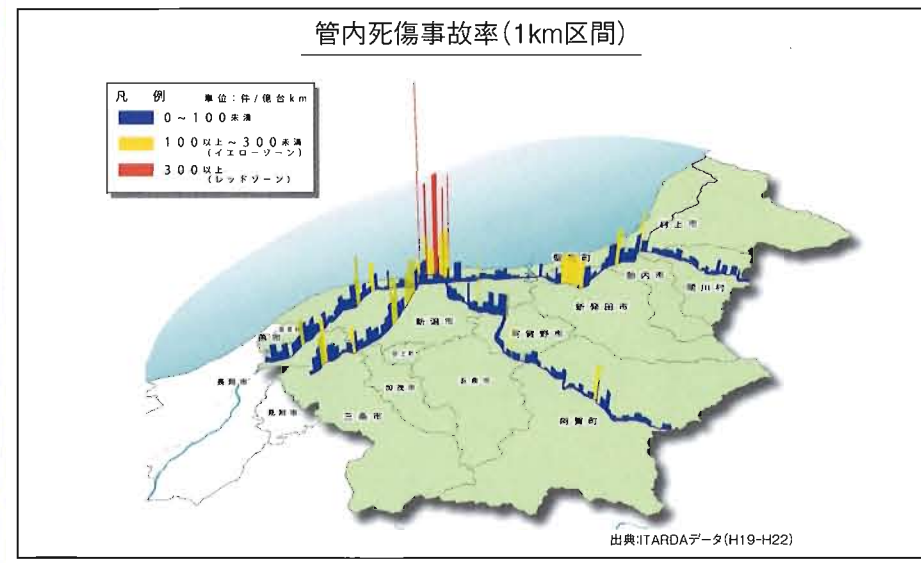 管内死傷事故率(1km区間)
凡 例 単位:件/億台km
0~100未満
100以上~300未満
(イエローゾーン)
300以上
(レッドゾーン)
村上市
胎内市
関川村
新発田市
新潟市
阿賀野市
長岡市
加茂市
五泉市
見附市
三条市
阿賀町
出典:ITARDAデータ(H19-H22)